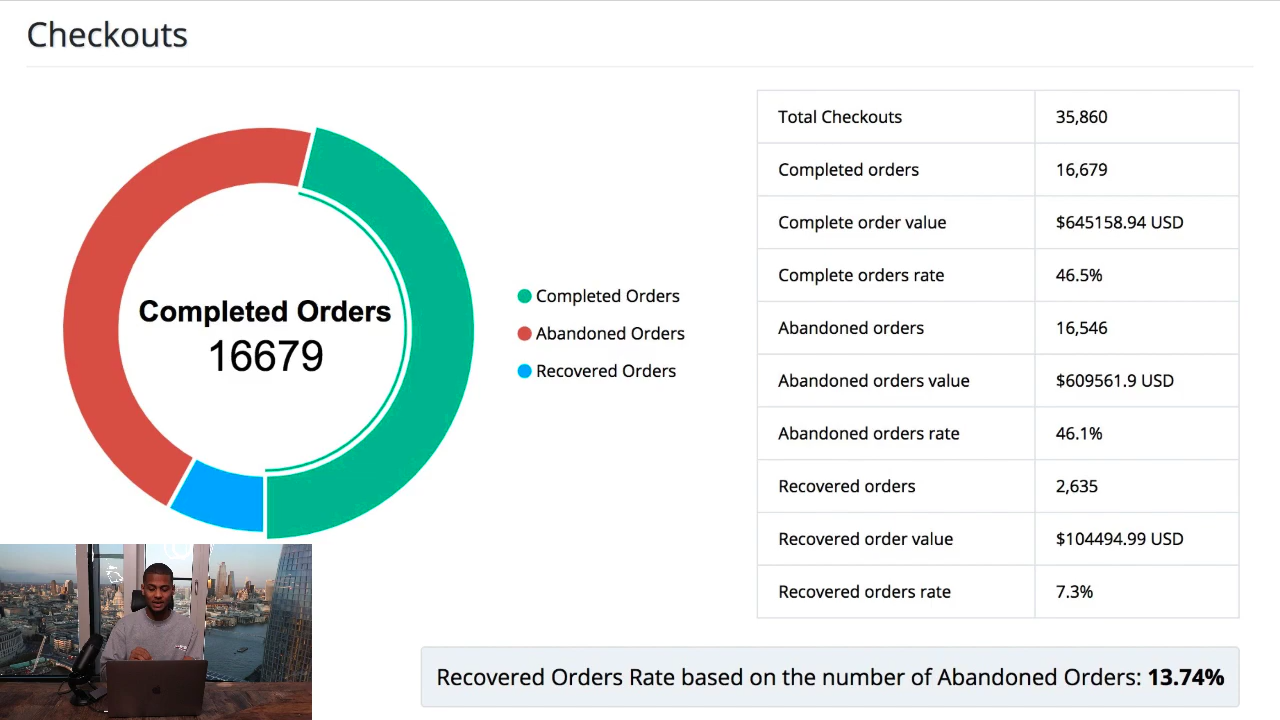 Checkouts
Completed Orders
16679
Completed Orders
Abandoned Orders
Recovered Orders
Total Checkouts 35,860
Completed orders 16,679
Complete order value $645158.94 USD
Complete orders rate 46.5%
Abandoned orders 16,546
Abandoned orders value $609561.9 USD
Abandoned orders rate 46.1%
Recovered orders 2,635
Recovered order value $104494.99 USD
Recovered orders rate 7.3%
Recovered Orders Rate based on the number of Abandoned Orders: 13.74%